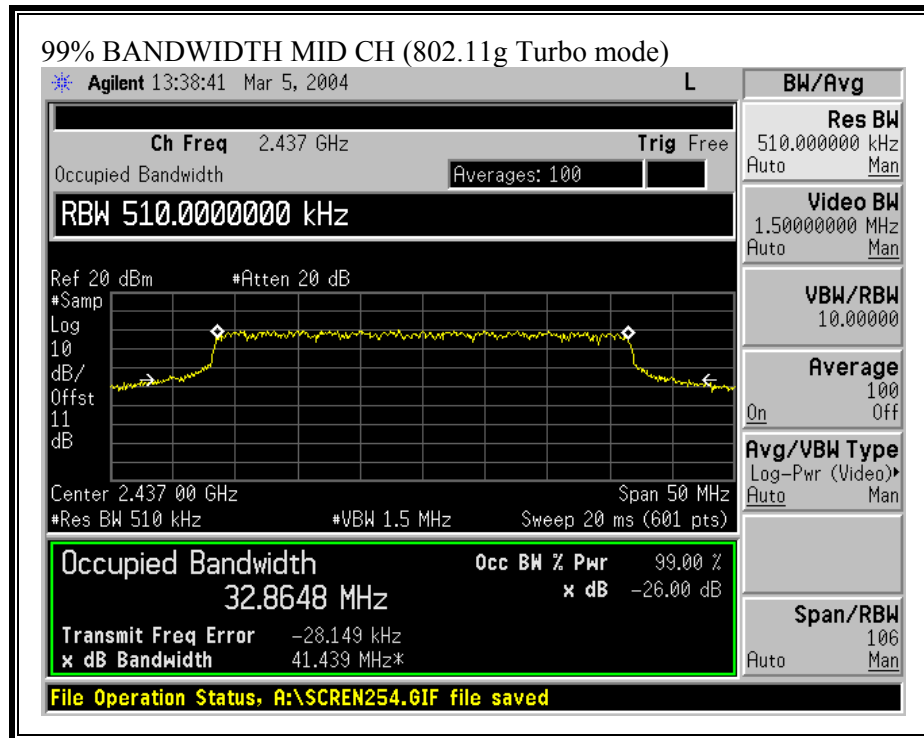 99% BANDWIDTH MID CH (802.11g Turbo mode)
Agilent 13:38:41 Mar 5, 2004 L
Ch Freq 2.437 GHz Trig Free
Occupied Bandwidth Averages: 100
RBW 510.0000000 kHz
Ref 20 dBm #Atten 20 dB
#Samp
Log
10
dB/
Offst
11
dB
Center 2.437 00 GHz Span 50 MHz
#Res BW 510 kHz #VBW 1.5 MHz Sweep 20 ms (601 pts)
Occupied Bandwidth Occ BW % Pwr 99.00 %
32.8648 MHz x dB -26.00 dB
Transmit Freq Error -28.149 kHz
x dB Bandwidth 41.439 MHz*
File Operation Status, A:\SCREN254.GIF file saved
BW/Avg
Res BW
510.000000 kHz
Auto Man
Video BW
1.50000000 MHz
Auto Man
VBW/RBW
10.00000
Average
100
On Off
Avg/VBW Type
Log-Pwr (Video)▸
Auto Man
Span/RBW
106
Auto Man